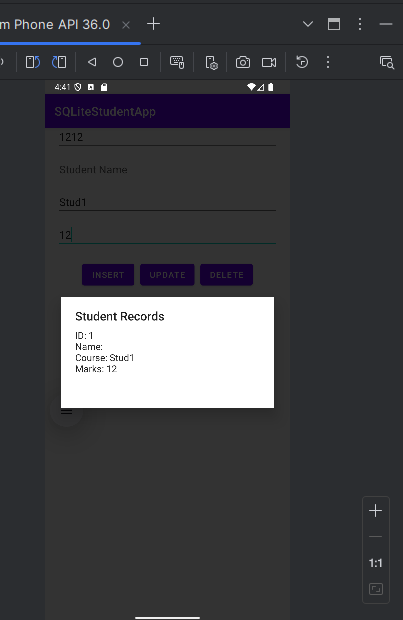 m Phone API 36.0
4:41
SQLiteStudentApp
1212
Student Name
Stud1
12
INSERT UPDATE DELETE
Student Records
ID: 1
Name:
Course: Stud1
Marks: 12
1:1